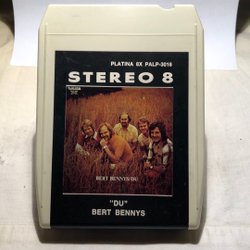 PLATINA 8X PALP-3018
STEREO 8
BERT BENNYS/DU
"DU"
BERT BENNYS